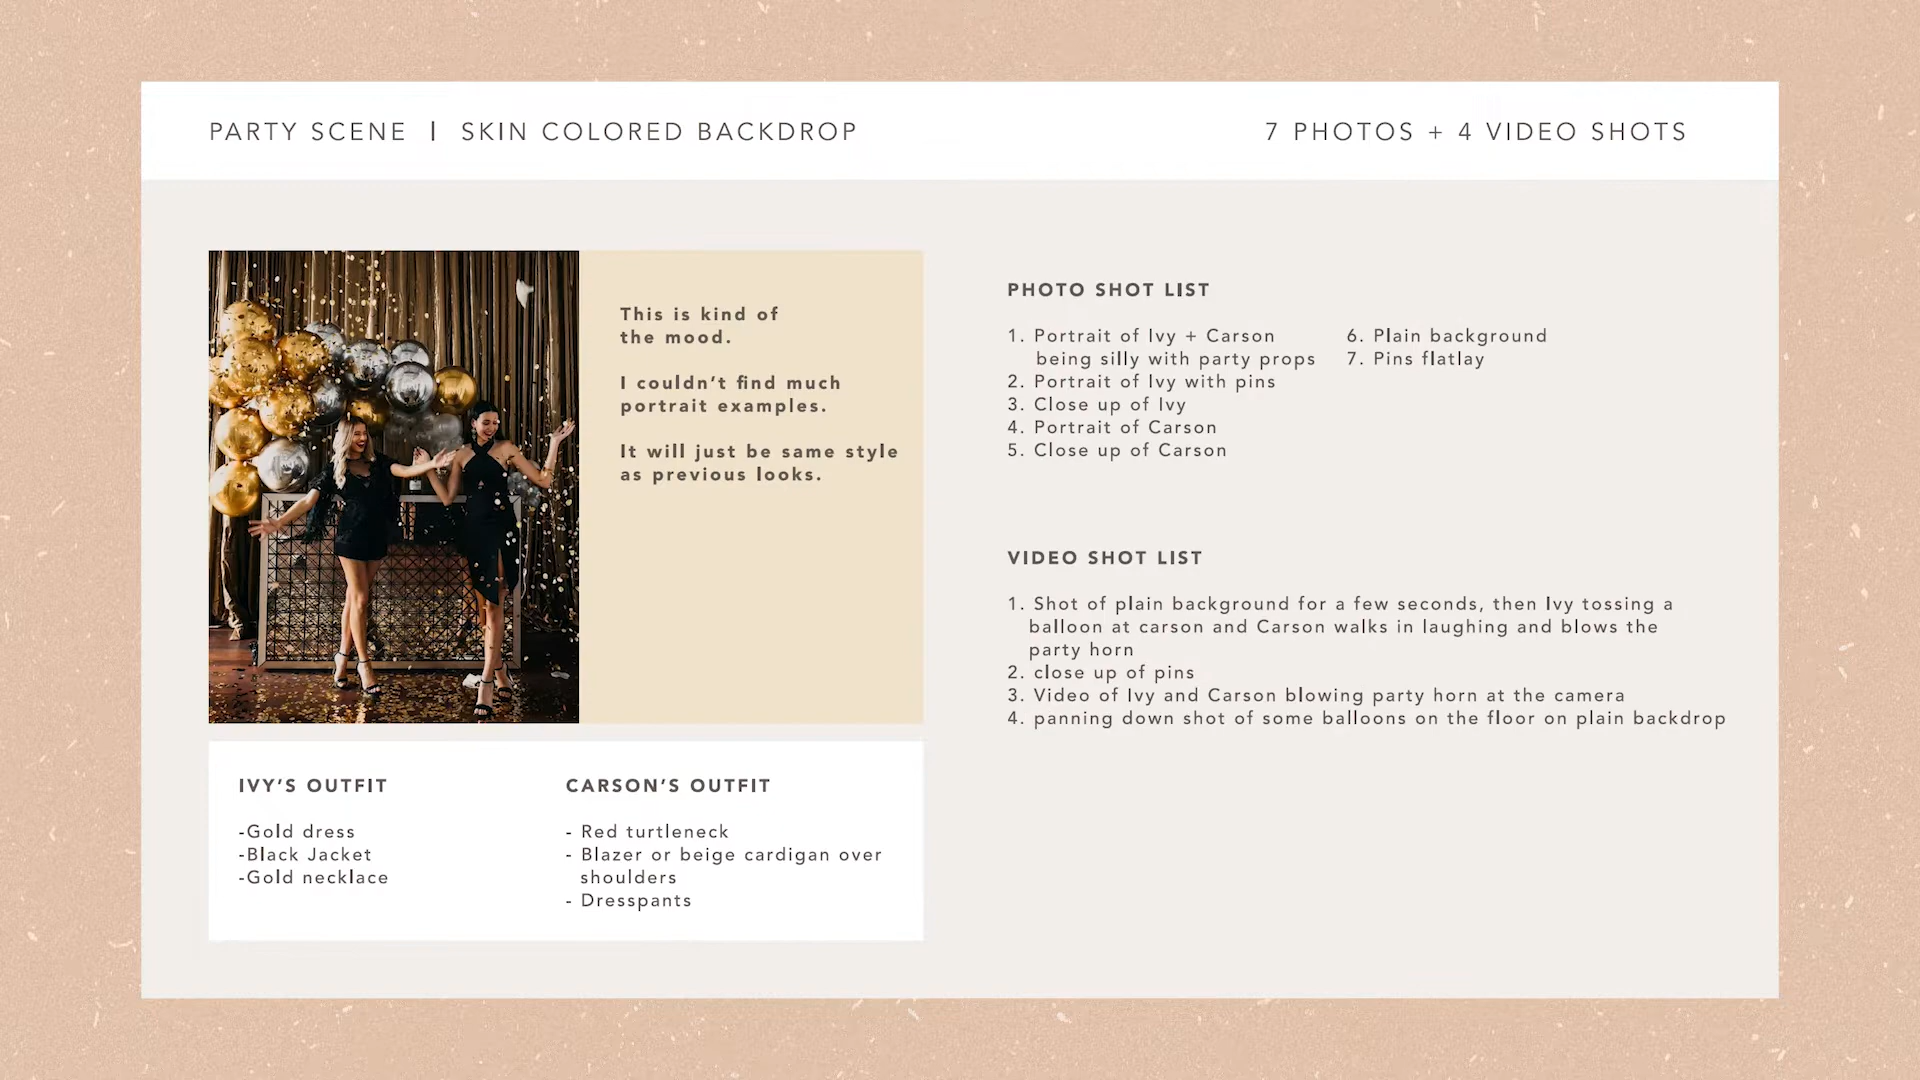 PARTY SCENE | SKIN COLORED BACKDROP
7 PHOTOS + 4 VIDEO SHOTS
This is kind of
the mood.
I couldn't find much
portrait examples.
It will just be same style
as previous looks.
IVY'S OUTFIT
-Gold dress
-Black Jacket
-Gold necklace
CARSON'S OUTFIT
- Red turtleneck
- Blazer or beige cardigan over
shoulders
- Dresspants
PHOTO SHOT LIST
1. Portrait of Ivy + Carson
being silly with party props
2. Portrait of Ivy with pins
3. Close up of Ivy
4. Portrait of Carson
5. Close up of Carson
6. Plain background
7. Pins flatlay
VIDEO SHOT LIST
1. Shot of plain background for a few seconds, then Ivy tossing a
balloon at carson and Carson walks in laughing and blows the
party horn
2. close up of pins
3. Video of Ivy and Carson blowing party horn at the camera
4. panning down shot of some balloons on the floor on plain backdrop